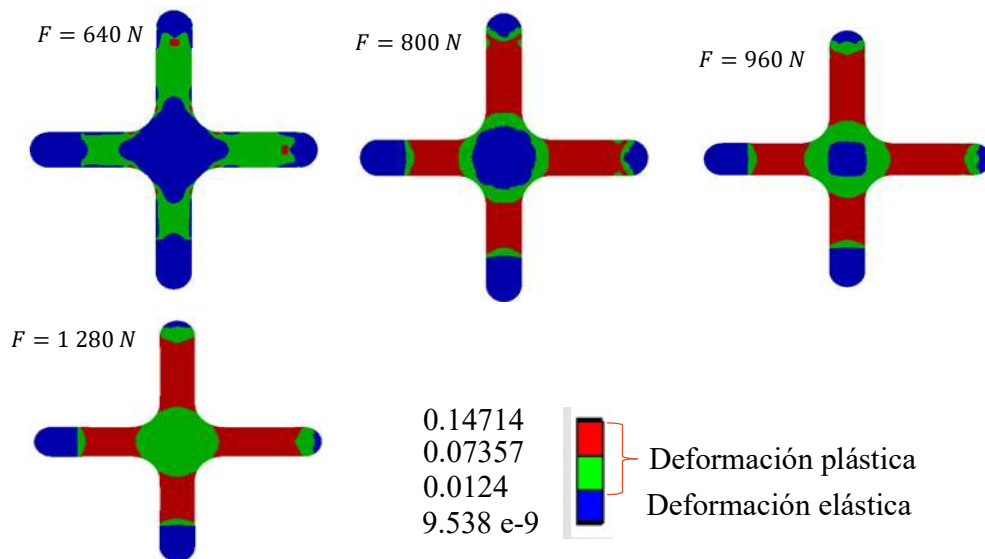 F = 640 N
F = 800 N
F = 960 N
F = 1 280 N
0.14714
0.07357
0.0124
9.538 e-9
Deformación plástica
Deformación elástica